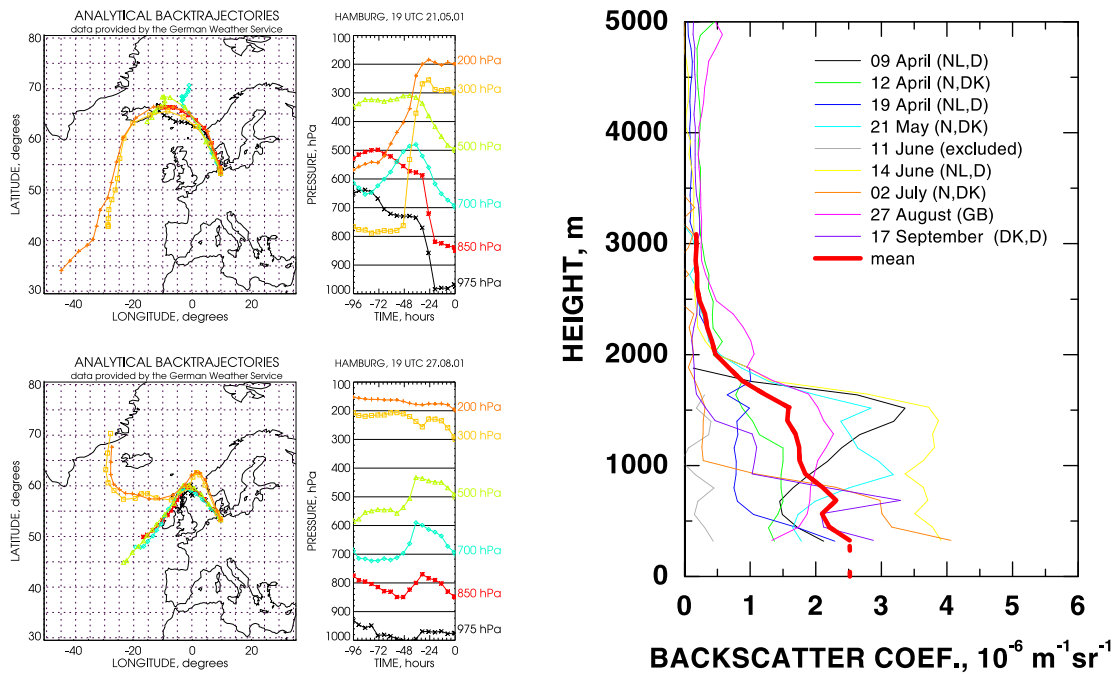 ANALYTICAL BACKTRAJECTORIES
data provided by the German Weather Service
80
70
60
50
40
30
LATITUDE, degrees
-40 -20 0 20
LONGITUDE, degrees
HAMBURG, 19 UTC 21.05.01
100
200
300
400
500
600
700
800
900
1000
PRESSURE, hPa
200 hPa
300 hPa
500 hPa
700 hPa
850 hPa
975 hPa
-96 -72 -48 -24 0
TIME, hours
ANALYTICAL BACKTRAJECTORIES
data provided by the German Weather Service
80
70
60
50
40
30
LATITUDE, degrees
-40 -20 0 20
LONGITUDE, degrees
HAMBURG, 19 UTC 27.08.01
100
200
300
400
500
600
700
800
900
1000
PRESSURE, hPa
200 hPa
300 hPa
500 hPa
700 hPa
850 hPa
975 hPa
-96 -72 -48 -24 0
TIME, hours
5000
4000
3000
2000
1000
0
HEIGHT, m
09 April (NL,D)
12 April (N,DK)
19 April (NL,D)
21 May (N,DK)
11 June (excluded)
14 June (NL,D)
02 July (N,DK)
27 August (GB)
17 September (DK,D)
mean
0 1 2 3 4 5 6
BACKSCATTER COEF., 10⁻⁶ m⁻¹sr⁻¹